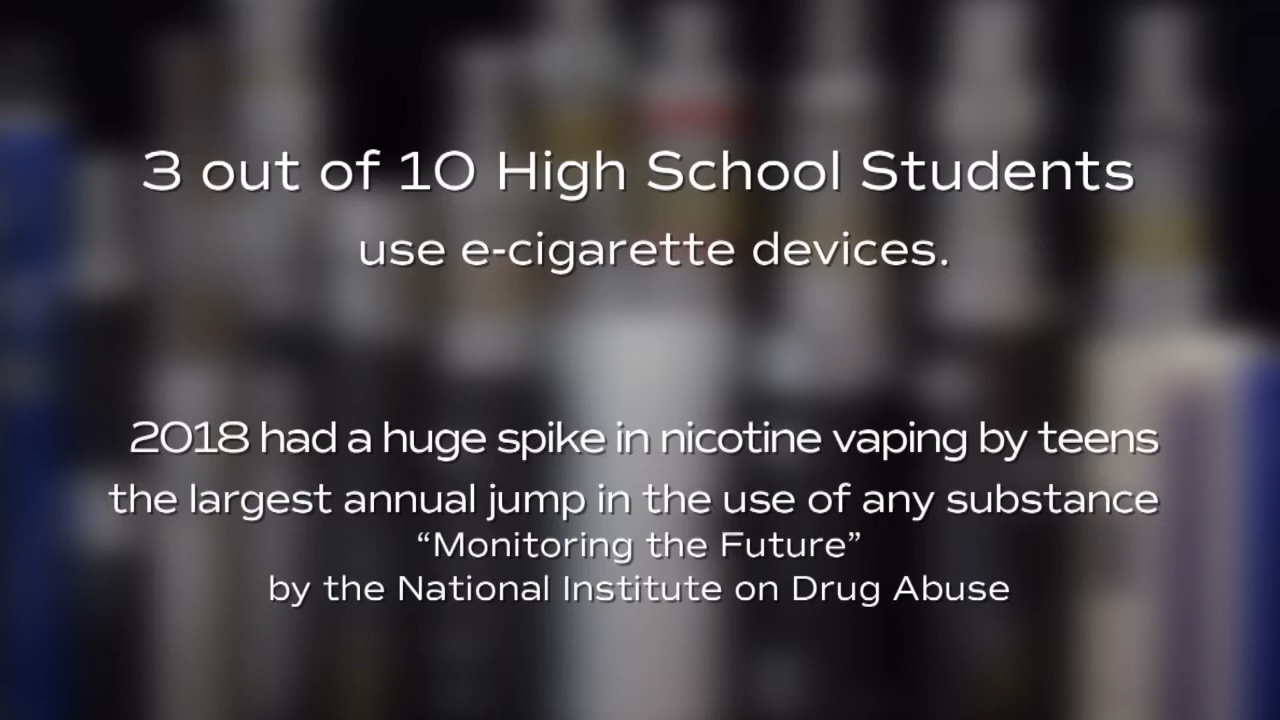 3 out of 10 High School Students
use e-cigarette devices.
2018 had a huge spike in nicotine vaping by teens
the largest annual jump in the use of any substance
“Monitoring the Future”
by the National Institute on Drug Abuse